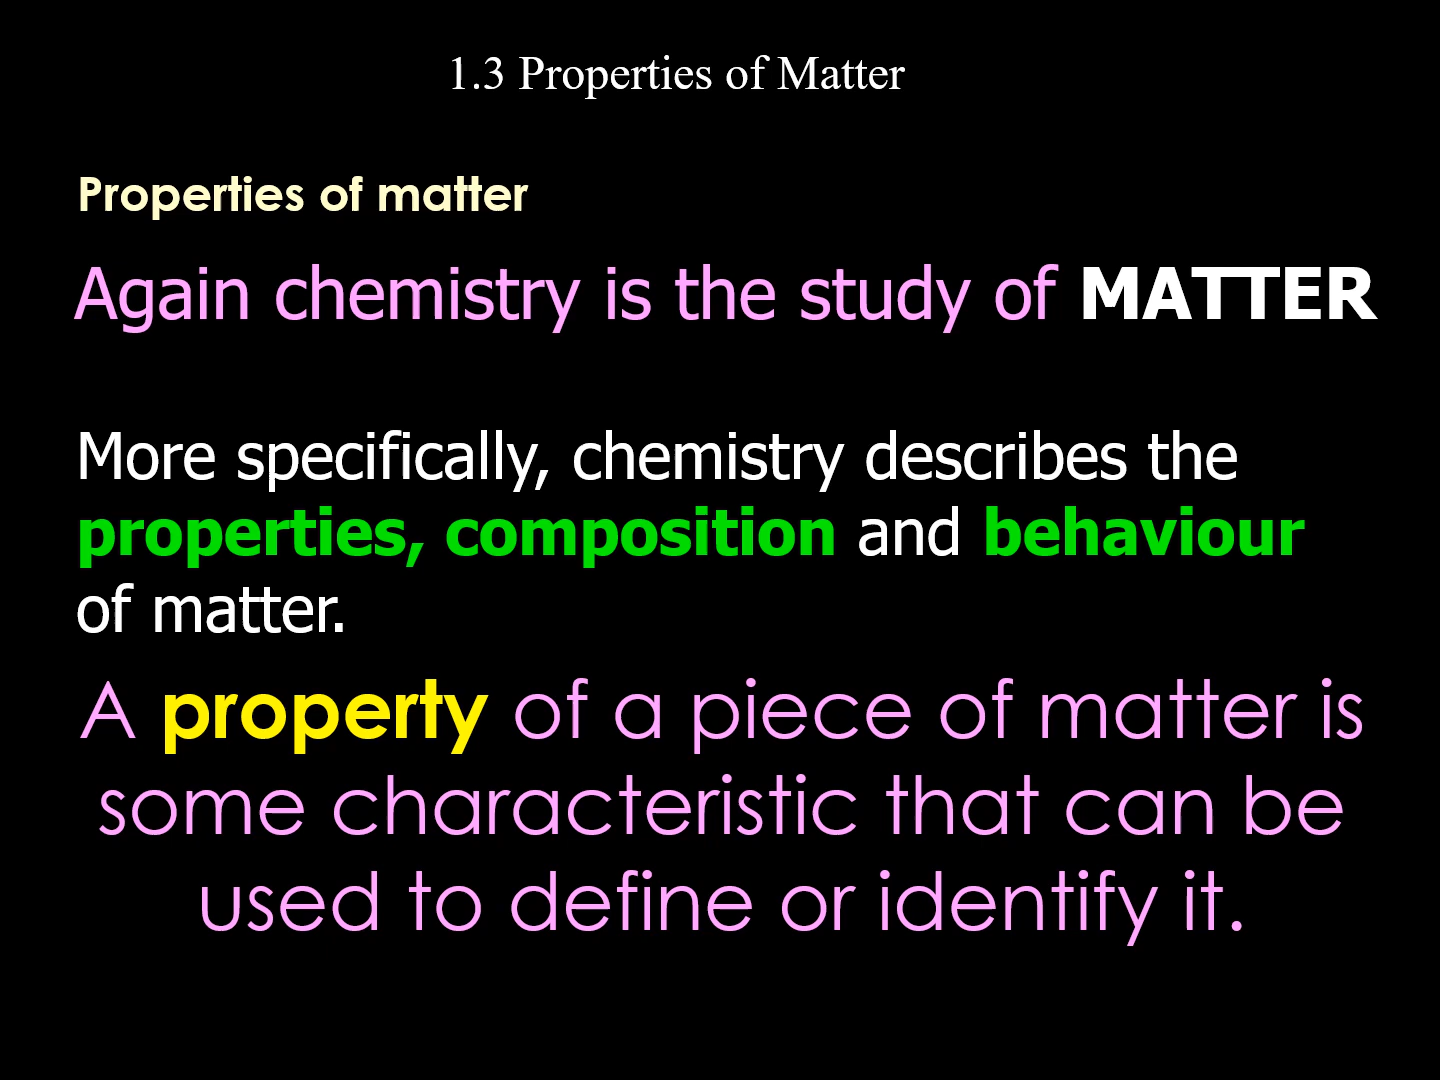 1.3 Properties of Matter
Properties of matter
Again chemistry is the study of MATTER
More specifically, chemistry describes the
properties, composition and behaviour
of matter.
A property of a piece of matter is
some characteristic that can be
used to define or identify it.